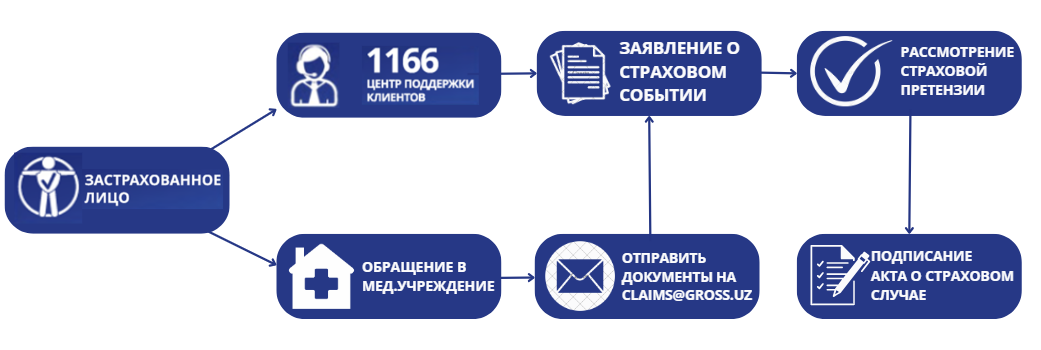 ЗАСТРАХОВАННОЕ
ЛИЦО
1166
ЦЕНТР ПОДДЕРЖКИ
КЛИЕНТОВ
ЗАЯВЛЕНИЕ О
СТРАХОВОМ
СОБЫТИИ
РАССМОТРЕНИЕ
СТРАХОВОЙ
ПРЕТЕНЗИИ
ОБРАЩЕНИЕ В
МЕД.УЧРЕЖДЕНИЕ
ОТПРАВИТЬ
ДОКУМЕНТЫ НА
CLAIMS@GROSS.UZ
ПОДПИСАНИЕ
АКТА О СТРАХОВОМ
СЛУЧАЕ